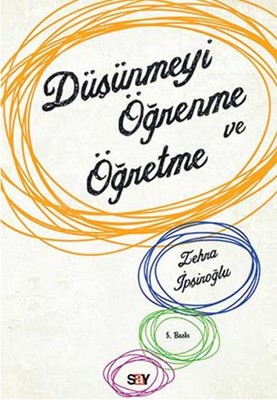 Düşünmeyi
Öğrenme
ve
Öğretme
Zehra
İpşiroğlu
5. Baskı
SAY